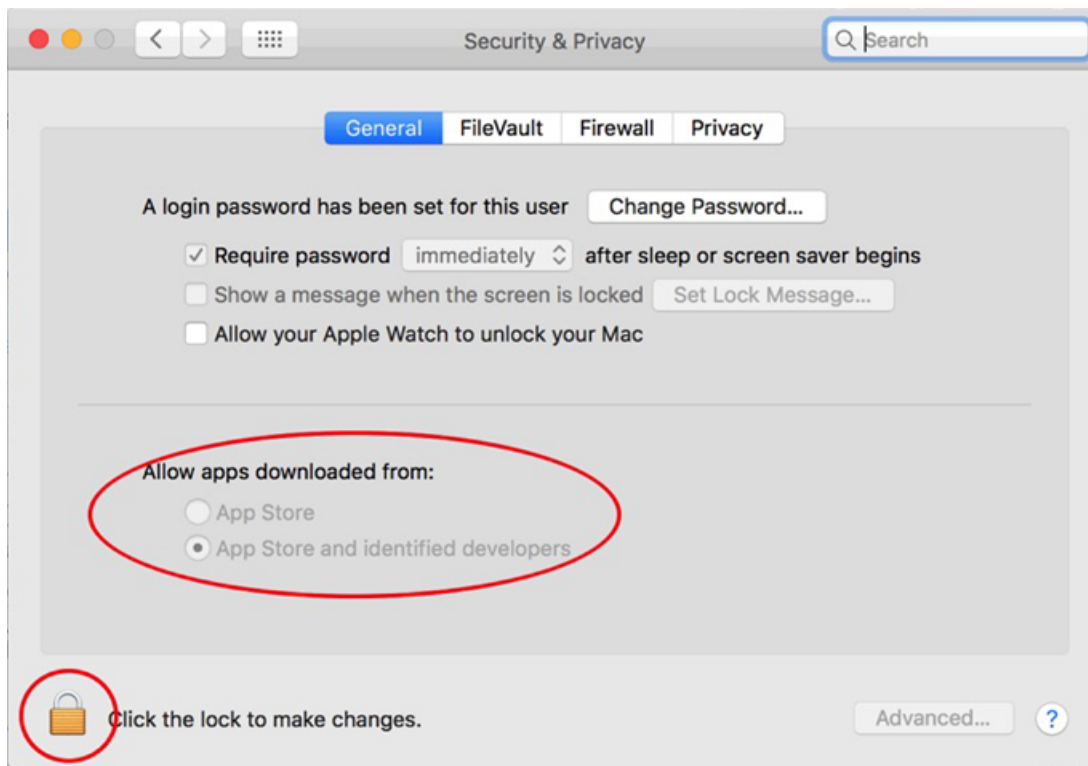 Security & Privacy
Search
General FileVault Firewall Privacy
A login password has been set for this user Change Password...
Require password immediately after sleep or screen saver begins
Show a message when the screen is locked Set Lock Message...
Allow your Apple Watch to unlock your Mac
Allow apps downloaded from:
App Store
App Store and identified developers
Click the lock to make changes.
Advanced... ?